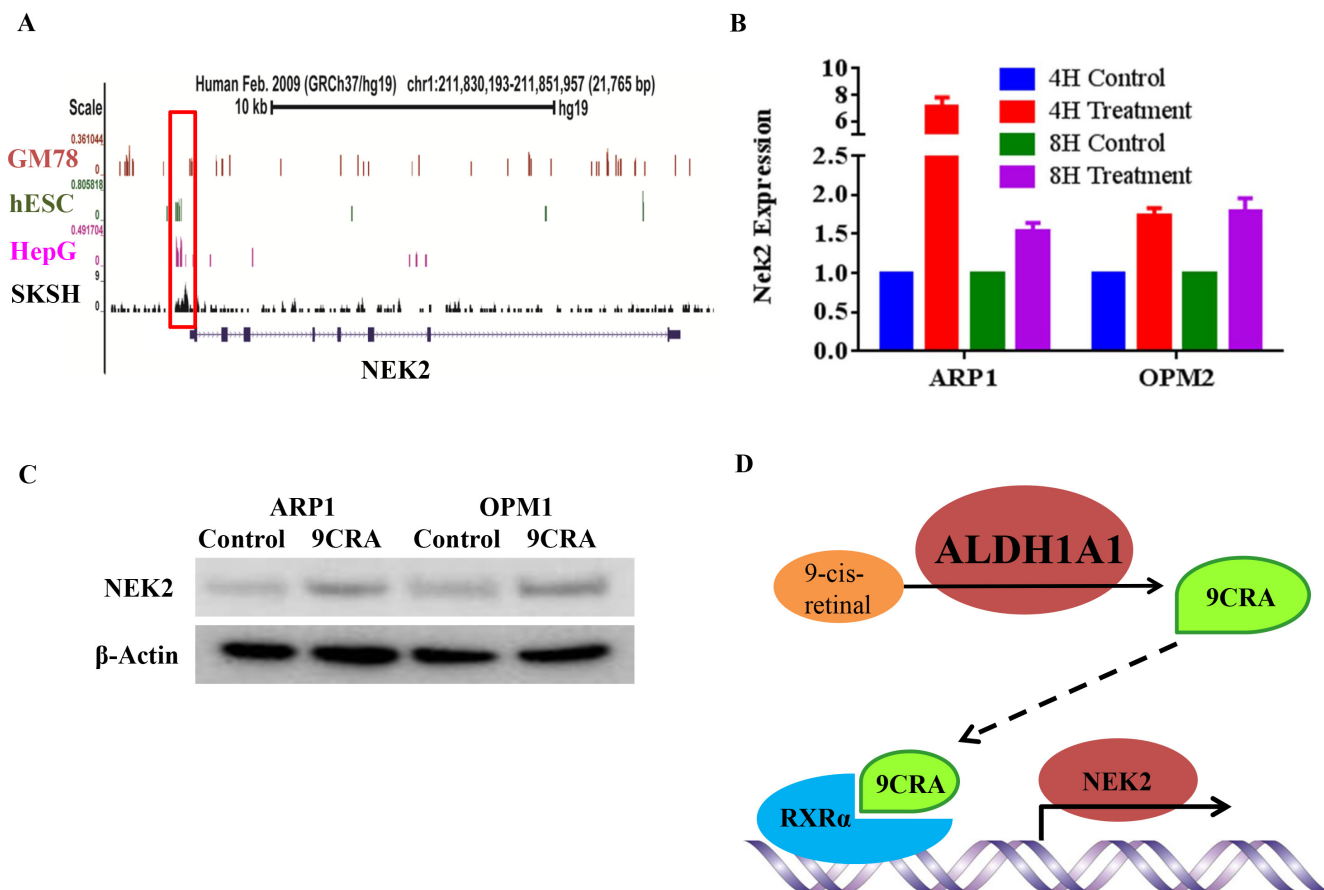 A
Human Feb. 2009 (GRCh37/hg19) chr1:211,830,193-211,851,957 (21,765 bp)
Scale
10 kb
hg19
0.361044
GM78
0
0.805818
hESC
0
0.491704
HepG
0
9
SKSH
0
NEK2
B
Nek2 Expression
10
8
6
2.5
2.0
1.5
1.0
0.5
0.0
4H Control
4H Treatment
8H Control
8H Treatment
ARP1 OPM2
C
ARP1 OPM1
Control 9CRA Control 9CRA
NEK2
β-Actin
D
ALDH1A1
9-cis-
retinal
9CRA
9CRA
RXRα
NEK2